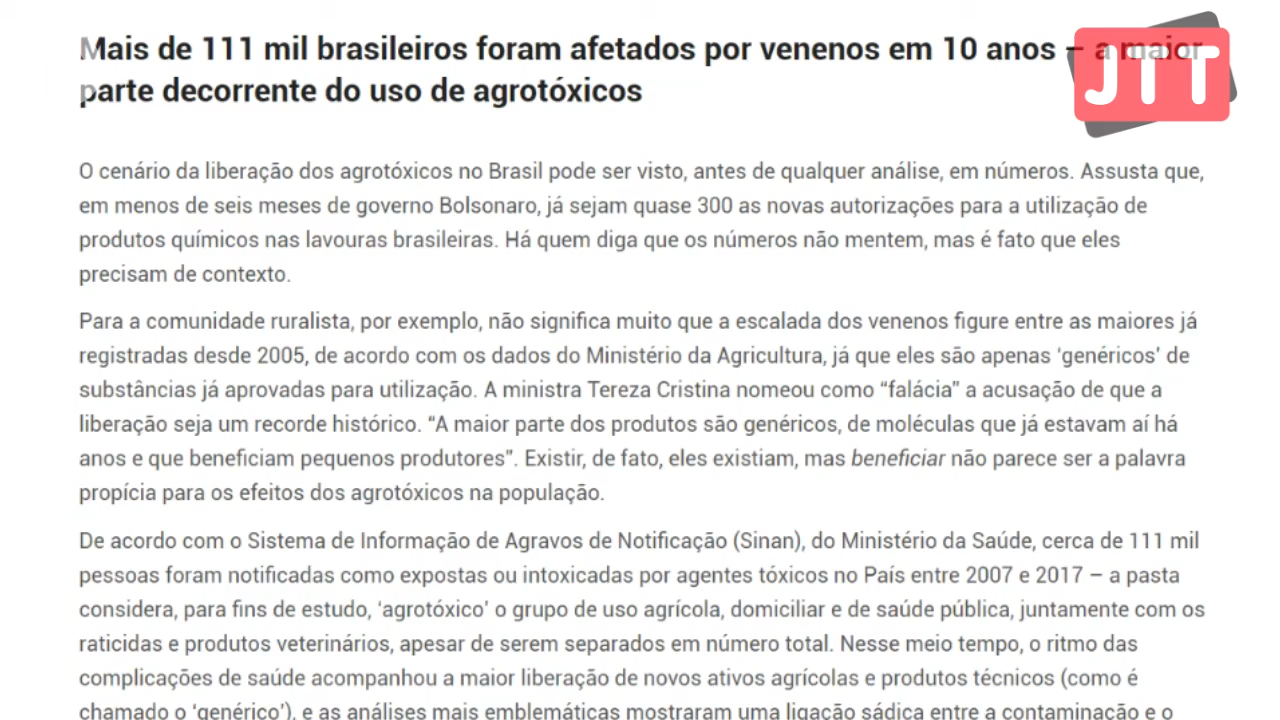 Mais de 111 mil brasileiros foram afetados por venenos em 10 anos – a maior
parte decorrente do uso de agrotóxicos
JTT
O cenário da liberação dos agrotóxicos no Brasil pode ser visto, antes de qualquer análise, em números. Assusta que,
em menos de seis meses de governo Bolsonaro, já sejam quase 300 as novas autorizações para a utilização de
produtos químicos nas lavouras brasileiras. Há quem diga que os números não mentem, mas é fato que eles
precisam de contexto.
Para a comunidade ruralista, por exemplo, não significa muito que a escalada dos venenos figure entre as maiores já
registradas desde 2005, de acordo com os dados do Ministério da Agricultura, já que eles são apenas ‘genéricos’ de
substâncias já aprovadas para utilização. A ministra Tereza Cristina nomeou como “falácia” a acusação de que a
liberação seja um recorde histórico. “A maior parte dos produtos são genéricos, de moléculas que já estavam aí há
anos e que beneficiam pequenos produtores”. Existir, de fato, eles existiam, mas beneficiar não parece ser a palavra
propícia para os efeitos dos agrotóxicos na população.
De acordo com o Sistema de Informação de Agravos de Notificação (Sinan), do Ministério da Saúde, cerca de 111 mil
pessoas foram notificadas como expostas ou intoxicadas por agentes tóxicos no País entre 2007 e 2017 – a pasta
considera, para fins de estudo, ‘agrotóxico’ o grupo de uso agrícola, domiciliar e de saúde pública, juntamente com os
raticidas e produtos veterinários, apesar de serem separados em número total. Nesse meio tempo, o ritmo das
complicações de saúde acompanhou a maior liberação de novos ativos agrícolas e produtos técnicos (como é
chamado o ‘genérico’), e as análises mais emblemáticas mostraram uma ligação sádica entre a contaminação e o